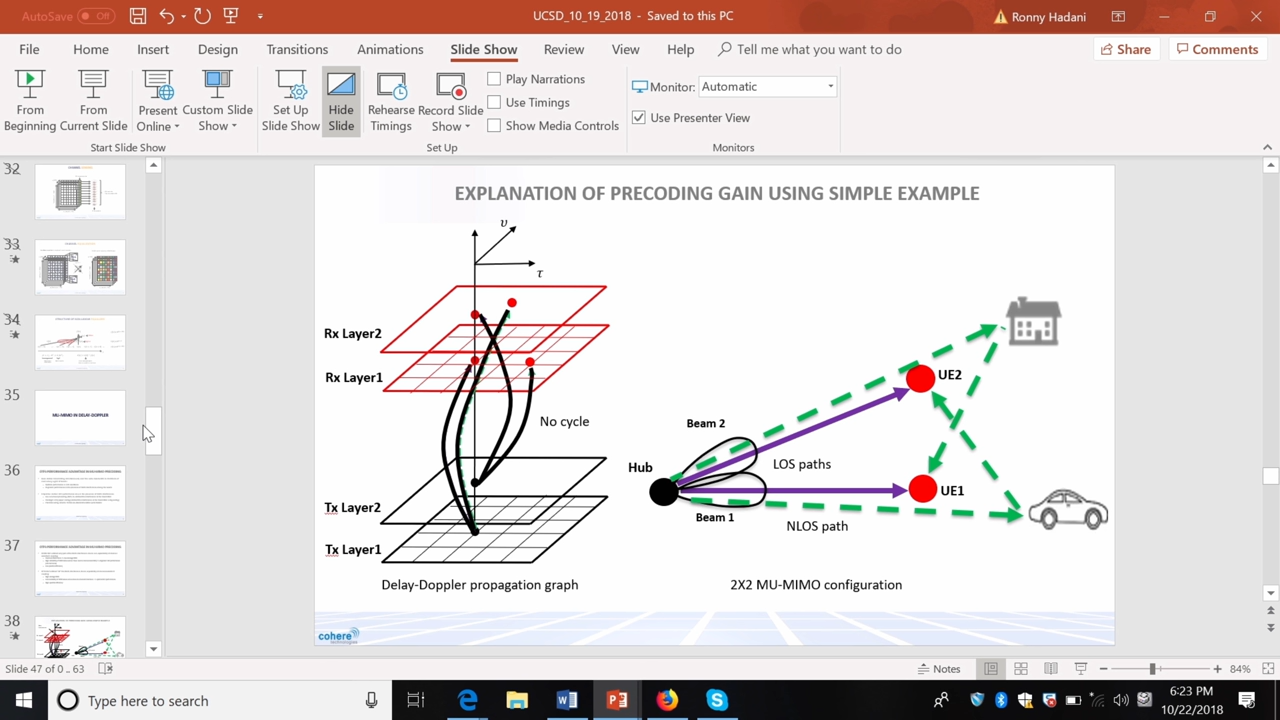 AutoSave Off
UCSD_10_19_2018 - Saved to this PC
Ronny Hadani
File Home Insert Design Transitions Animations Slide Show Review View Help Tell me what you want to do
Share Comments
From Beginning
From Current Slide
Present Online
Custom Slide Show
Set Up Slide Show
Hide Slide
Rehearse Timings
Record Slide Show
Play Narrations
Use Timings
Show Media Controls
Monitor: Automatic
Use Presenter View
Start Slide Show
Set Up
Monitors
32
33
34
35
MU-MIMO IN DELAY-DOPPLER
36
37
38
EXPLANATION OF PRECODING GAIN USING SIMPLE EXAMPLE
υ
τ
Rx Layer2
Rx Layer1
No cycle
Tx Layer2
Tx Layer1
Delay-Doppler propagation graph
UE2
Beam 2
LOS paths
Hub
UE1
Beam 1
NLOS path
2X2 MU-MIMO configuration
cohere
technologies
Slide 47 of 0 .. 63
Notes
84%
Type here to search
6:23 PM
10/22/2018